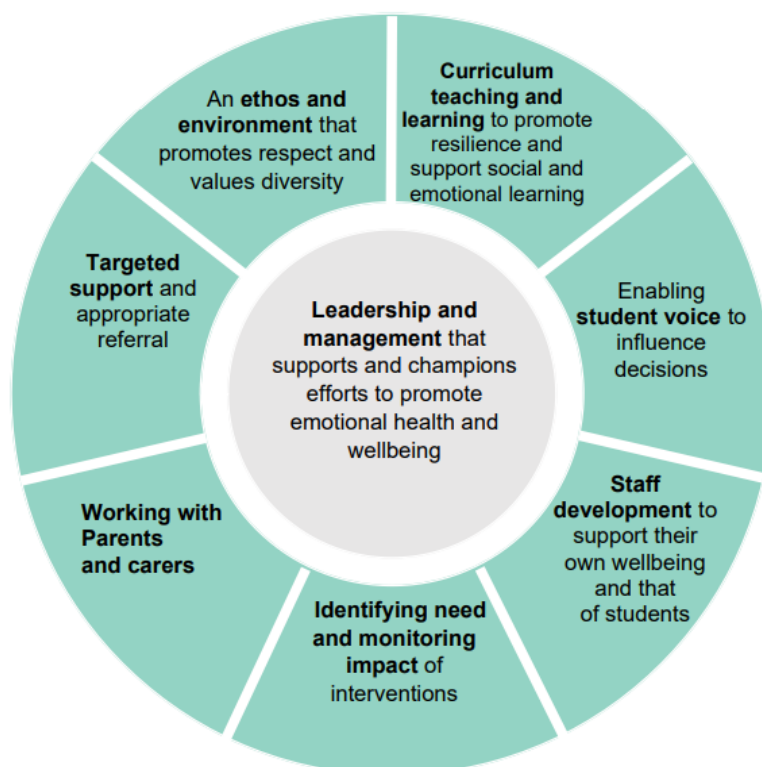 An ethos and
environment that
promotes respect and
values diversity
Curriculum
teaching and
learning to promote
resilience and
support social and
emotional learning
Enabling
student voice to
influence
decisions
Staff
development to
support their
own wellbeing
and that
of students
Identifying need
and monitoring
impact of
interventions
Working with
Parents
and carers
Targeted
support and
appropriate
referral
Leadership and
management that
supports and champions
efforts to promote
emotional health and
wellbeing